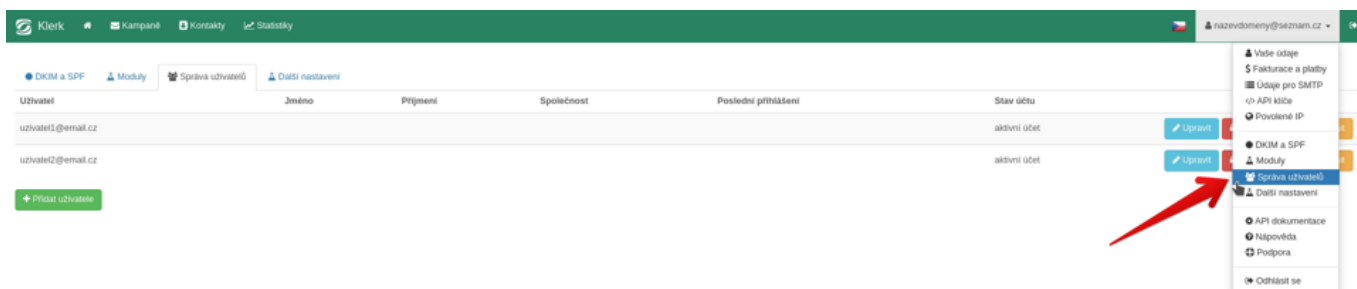 Klerk Kampaně Kontakty Statistiky nazevdomeny@seznam.cz
DKIM a SPF Moduly Správa uživatelů Další nastavení
Uživatel Jméno Příjmení Společnost Poslední přihlášení Stav účtu
uzivatel1@email.cz aktivní účet Upravit
uzivatel2@email.cz aktivní účet Upravit
Přidat uživatele
Vaše údaje
Fakturace a platby
Údaje pro SMTP
API klíče
Povolené IP
DKIM a SPF
Moduly
Správa uživatelů
Další nastavení
API dokumentace
Nápověda
Podpora
Odhlásit se